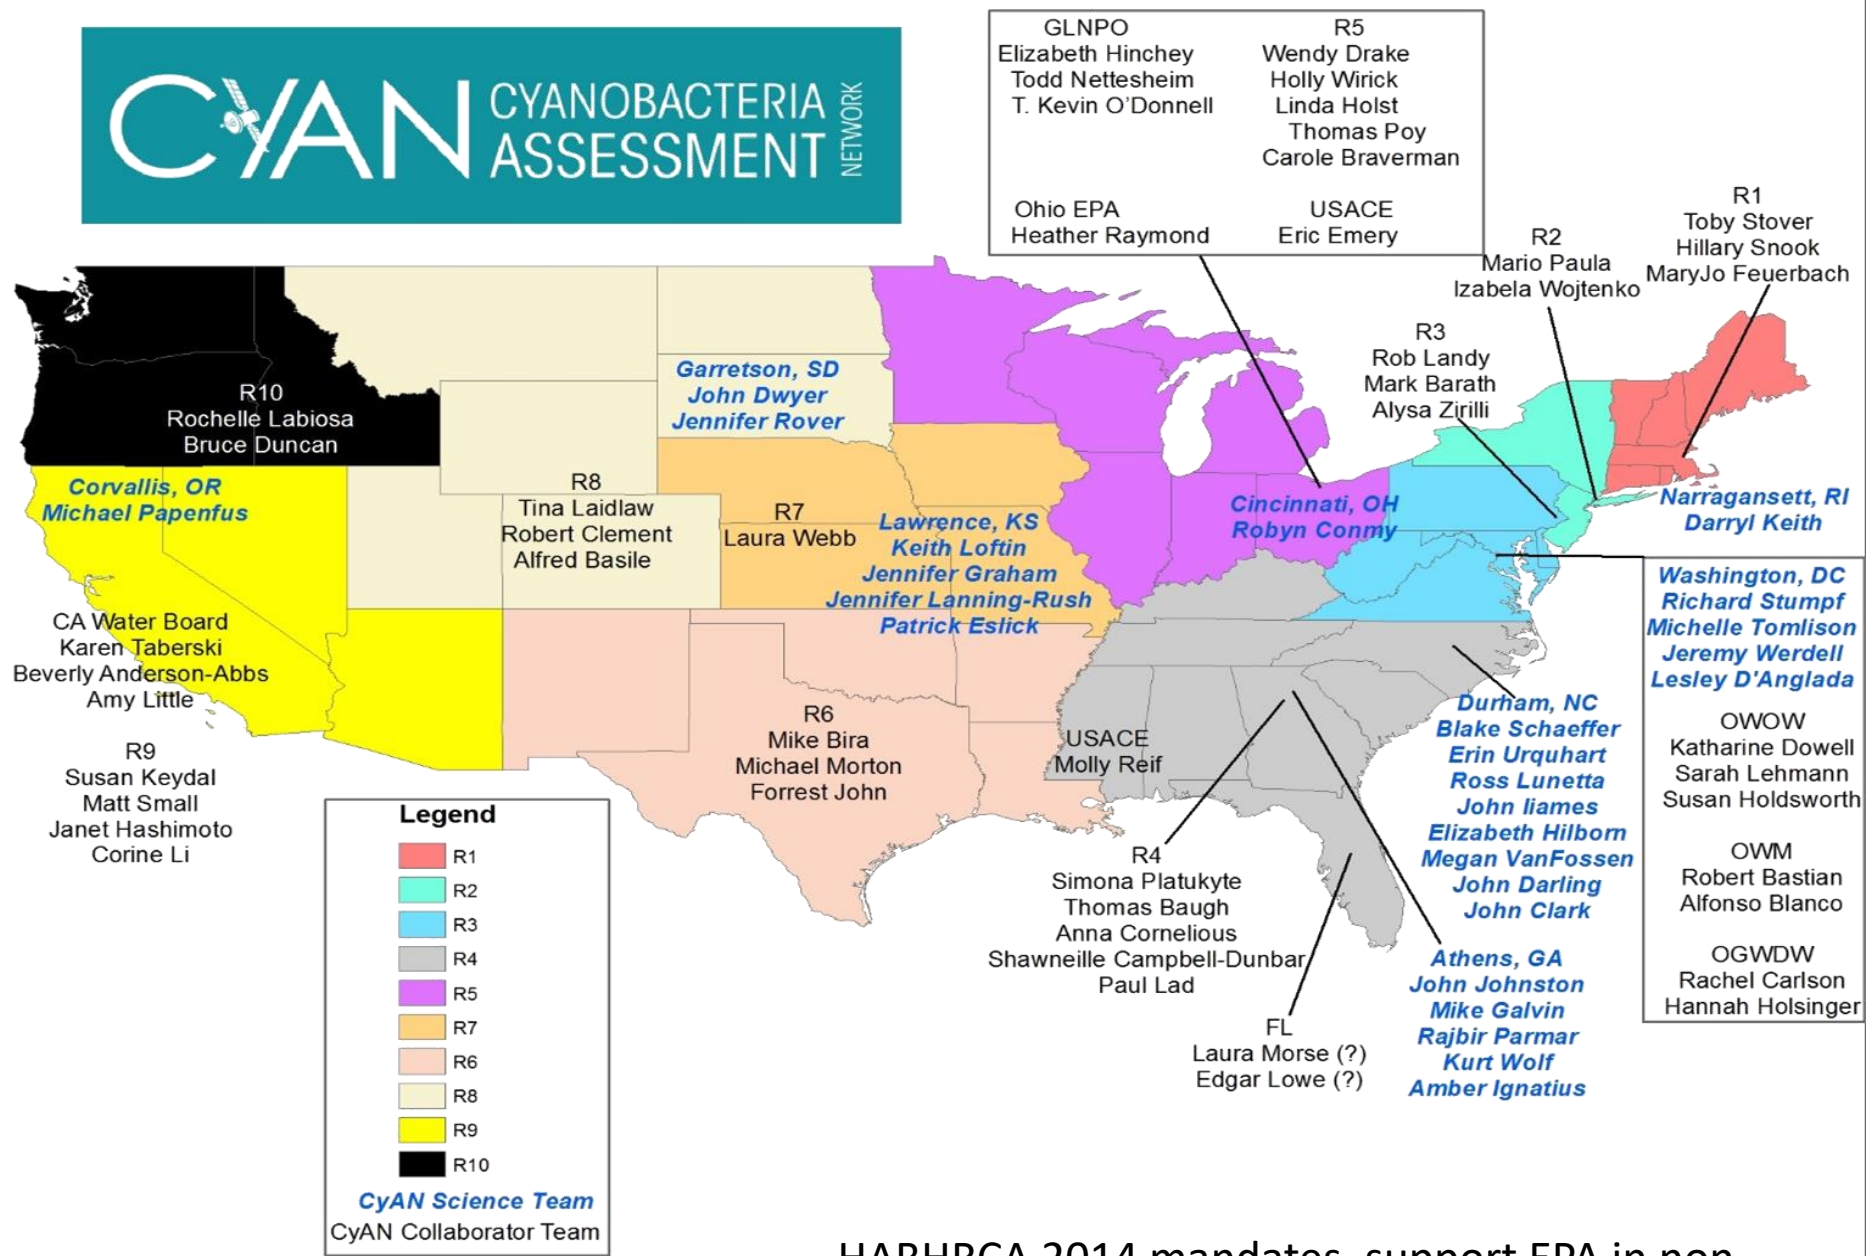 CYAN CYANOBACTERIA
ASSESSMENT
NETWORK
GLNPO
Elizabeth Hinchey
Todd Nettesheim
T. Kevin O'Donnell
R5
Wendy Drake
Holly Wirick
Linda Holst
Thomas Poy
Carole Braverman
Ohio EPA
Heather Raymond
USACE
Eric Emery
R2
Mario Paula
Izabela Wojtenko
R1
Toby Stover
Hillary Snook
MaryJo Feuerbach
R3
Rob Landy
Mark Barath
Alysa Zirilli
R10
Rochelle Labiosa
Bruce Duncan
Garretson, SD
John Dwyer
Jennifer Rover
Corvallis, OR
Michael Papenfus
R8
Tina Laidlaw
Robert Clement
Alfred Basile
R7
Laura Webb
Lawrence, KS
Keith Loftin
Jennifer Graham
Jennifer Lanning-Rush
Patrick Eslick
Cincinnati, OH
Robyn Conmy
Narragansett, RI
Darryl Keith
Washington, DC
Richard Stumpf
Michelle Tomlison
Jeremy Werdell
Lesley D'Anglada
OWOW
Katharine Dowell
Sarah Lehmann
Susan Holdsworth
OWM
Robert Bastian
Alfonso Blanco
OGWDW
Rachel Carlson
Hannah Holsinger
CA Water Board
Karen Taberski
Beverly Anderson-Abbs
Amy Little
R9
Susan Keydal
Matt Small
Janet Hashimoto
Corine Li
R6
Mike Bira
Michael Morton
Forrest John
USACE
Molly Reif
Durham, NC
Blake Schaeffer
Erin Urquhart
Ross Lunetta
John Iiames
Elizabeth Hilborn
Megan VanFossen
John Darling
John Clark
R4
Simona Platukyte
Thomas Baugh
Anna Cornelious
Shawneille Campbell-Dunbar
Paul Lad
FL
Laura Morse (?)
Edgar Lowe (?)
Athens, GA
John Johnston
Mike Galvin
Rajbir Parmar
Kurt Wolf
Amber Ignatius
Legend
R1
R2
R3
R4
R5
R7
R6
R8
R9
R10
CyAN Science Team
CyAN Collaborator Team
HABHRCA 2014 mandates, support EPA in non